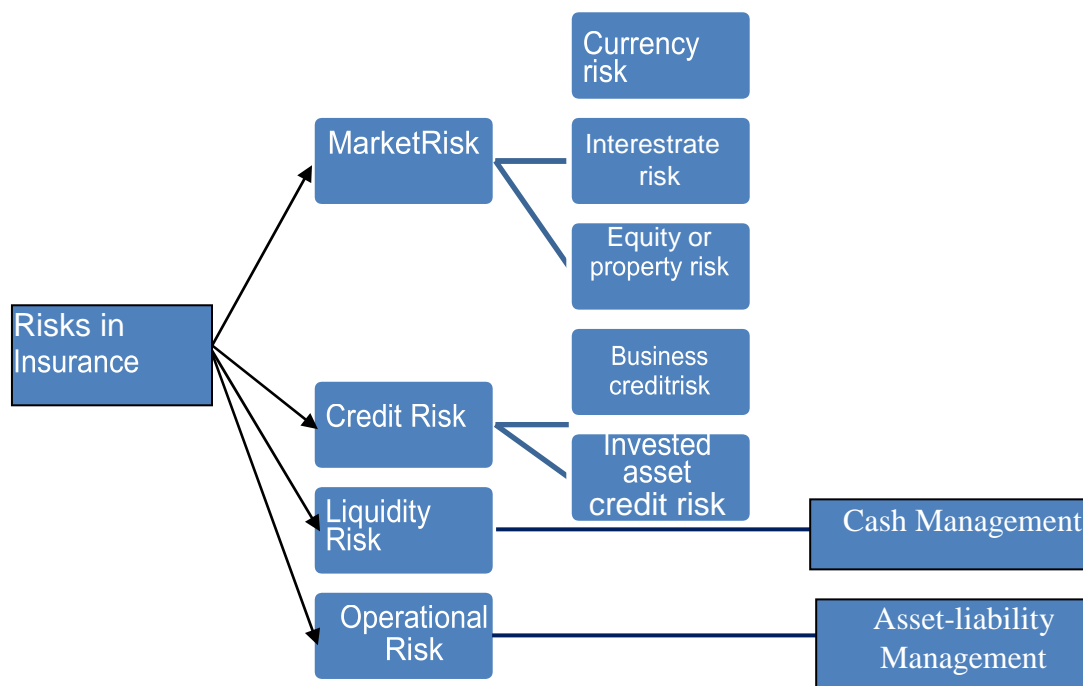 Currency
risk
MarketRisk
Interestrate
risk
Equity or
property risk
Risks in
Insurance
Business
creditrisk
Credit Risk
Invested
asset
credit risk
Liquidity
Risk
Cash Management
Operational
Risk
Asset-liability
Management